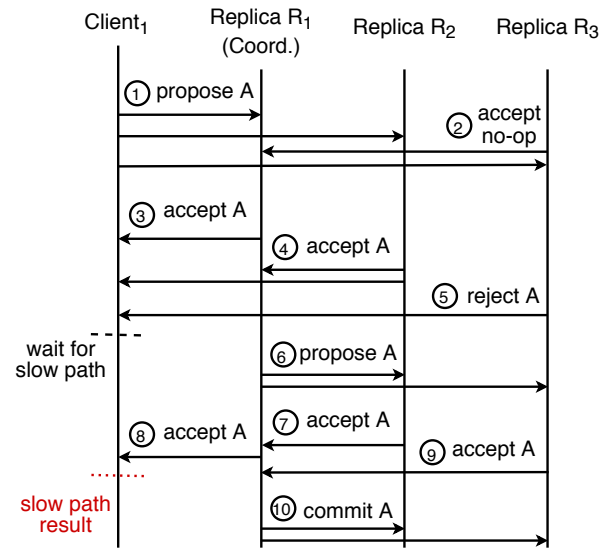 Client₁
Replica R₁
(Coord.)
Replica R₂
Replica R₃
① propose A
② accept
no-op
③ accept A
④ accept A
⑤ reject A
wait for
slow path
⑥ propose A
⑦ accept A
⑧ accept A
⑨ accept A
slow path
result
⑩ commit A